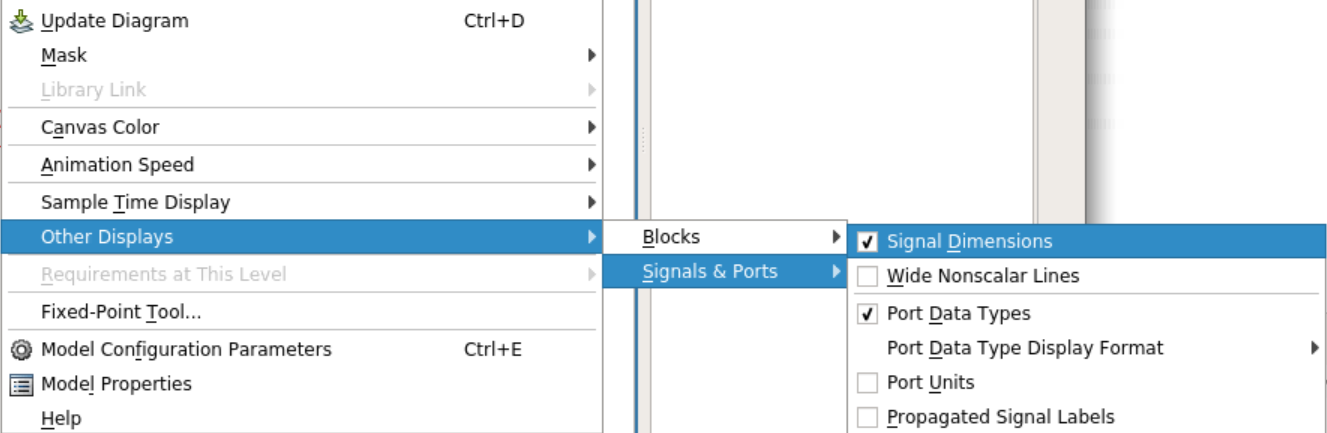 Update Diagram Ctrl+D
Mask
Library Link
Canvas Color
Animation Speed
Sample Time Display
Other Displays
Requirements at This Level
Fixed-Point Tool...
Model Configuration Parameters Ctrl+E
Model Properties
Help
Blocks
Signals & Ports
Signal Dimensions
Wide Nonscalar Lines
Port Data Types
Port Data Type Display Format
Port Units
Propagated Signal Labels